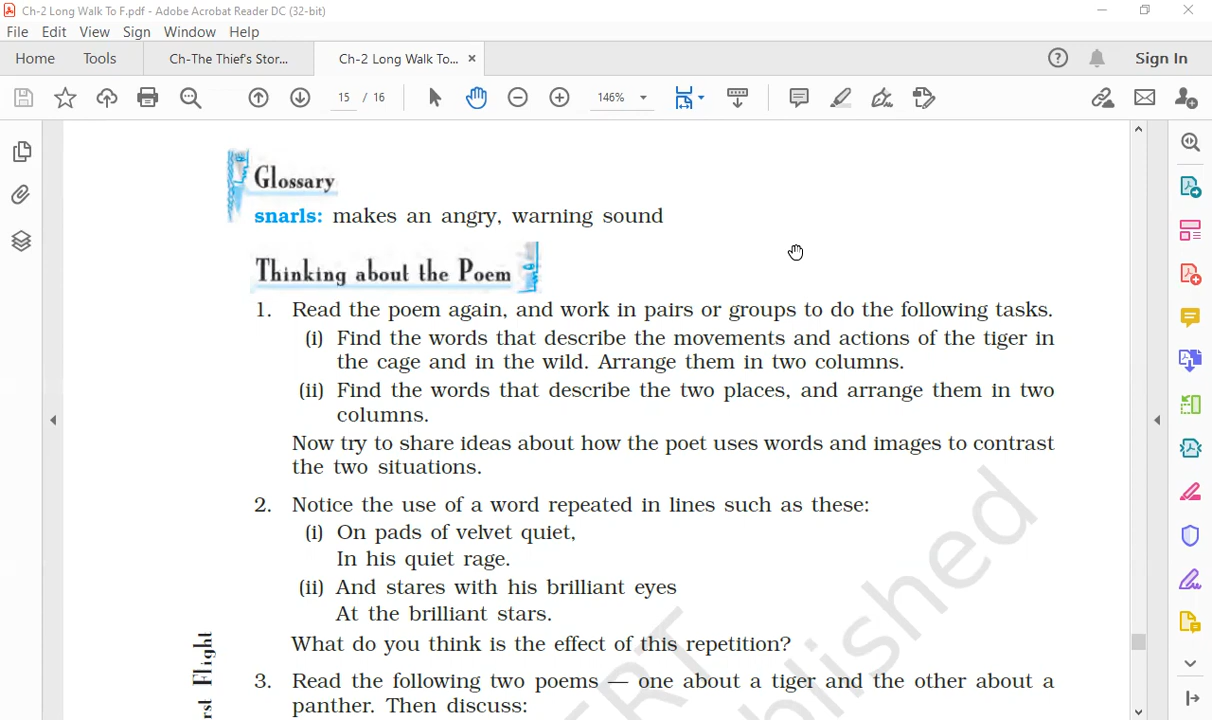 Ch-2 Long Walk To F.pdf - Adobe Acrobat Reader DC (32-bit)
File Edit View Sign Window Help
Home Tools Ch-The Thief's Stor... Ch-2 Long Walk To... × Sign In
15 / 16 146%
Glossary
snarls: makes an angry, warning sound
Thinking about the Poem
1. Read the poem again, and work in pairs or groups to do the following tasks.
(i) Find the words that describe the movements and actions of the tiger in
the cage and in the wild. Arrange them in two columns.
(ii) Find the words that describe the two places, and arrange them in two
columns.
Now try to share ideas about how the poet uses words and images to contrast
the two situations.
2. Notice the use of a word repeated in lines such as these:
(i) On pads of velvet quiet,
In his quiet rage.
(ii) And stares with his brilliant eyes
At the brilliant stars.
What do you think is the effect of this repetition?
3. Read the following two poems — one about a tiger and the other about a
panther. Then discuss:
rst Flight
ERT
blished